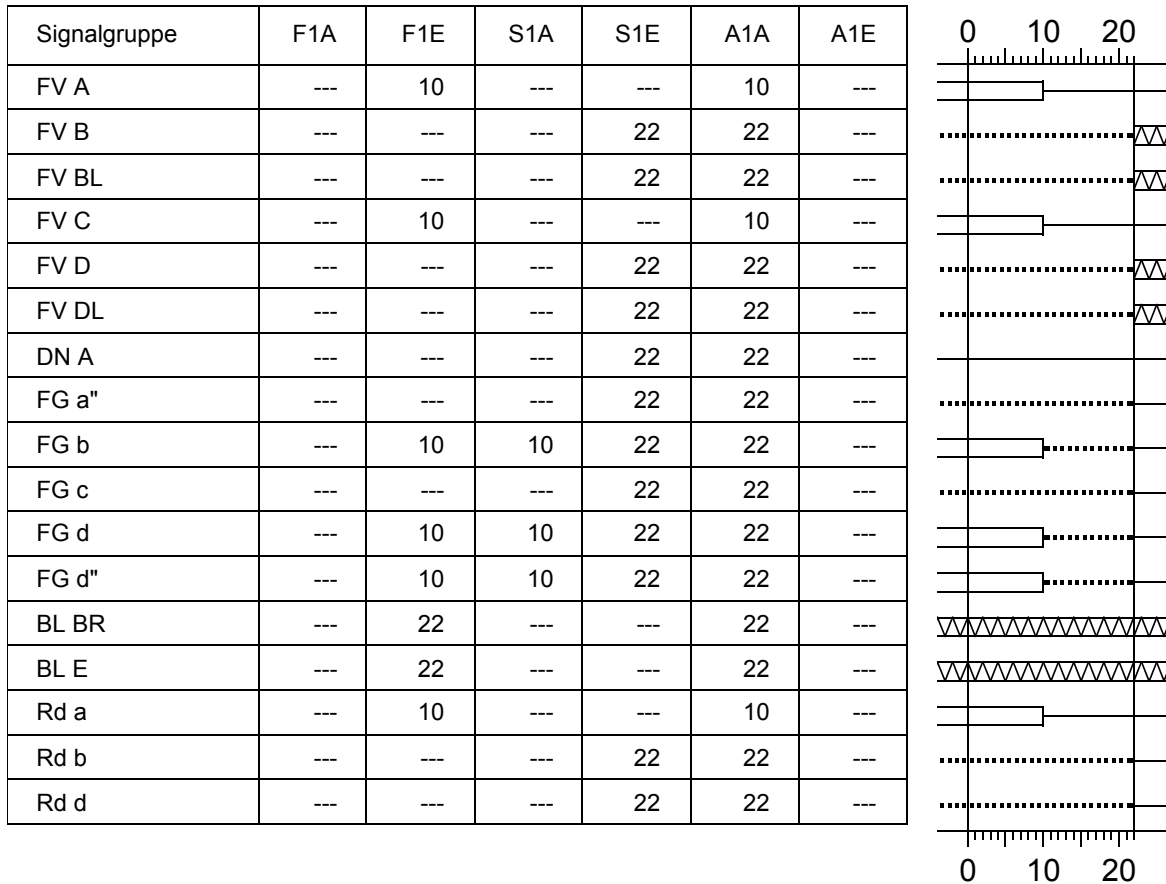 Signalgruppe F1A F1E S1A S1E A1A A1E 0 10 20
FV A --- 10 --- --- 10 ---
FV B --- --- --- 22 22 ---
FV BL --- --- --- 22 22 ---
FV C --- 10 --- --- 10 ---
FV D --- --- --- 22 22 ---
FV DL --- --- --- 22 22 ---
DN A --- --- --- 22 22 ---
FG a" --- --- --- 22 22 ---
FG b --- 10 10 22 22 ---
FG c --- --- --- 22 22 ---
FG d --- 10 10 22 22 ---
FG d" --- 10 10 22 22 ---
BL BR --- 22 --- --- 22 ---
BL E --- 22 --- --- 22 ---
Rd a --- 10 --- --- 10 ---
Rd b --- --- --- 22 22 ---
Rd d --- --- --- 22 22 ---
0 10 20